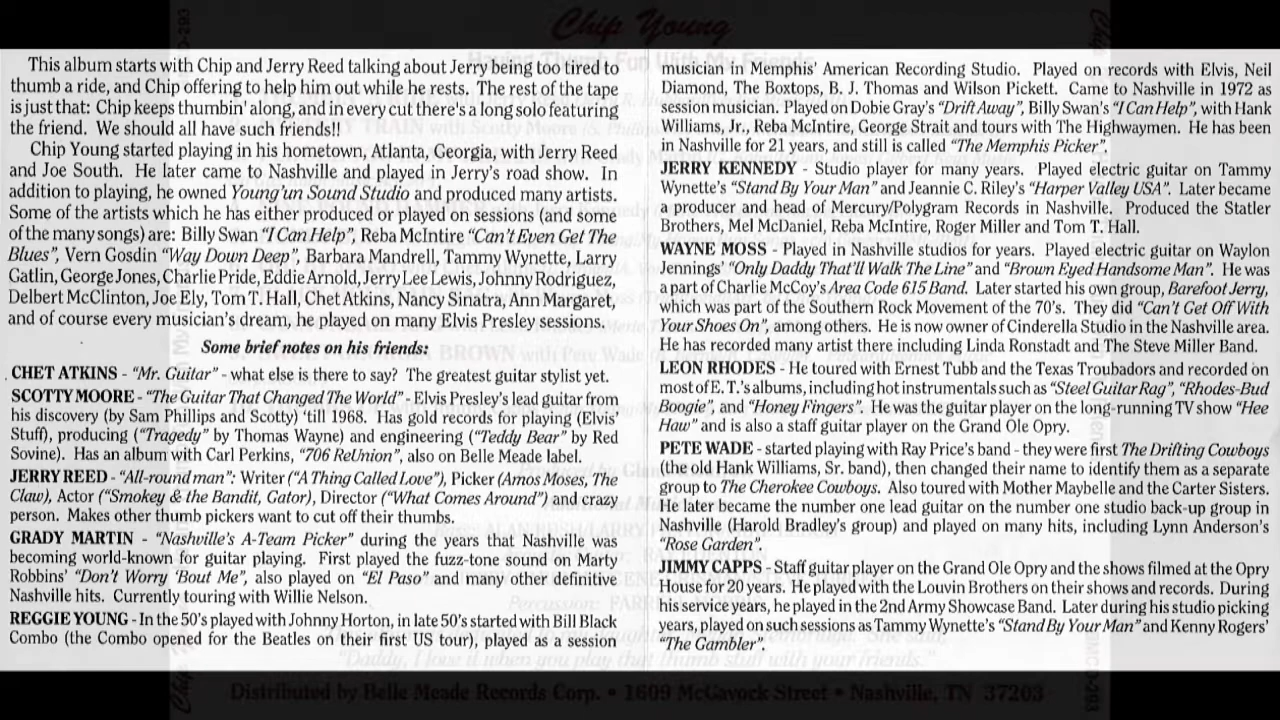 Chip Young
This album starts with Chip and Jerry Reed talking about Jerry being too tired to
thumb a ride, and Chip offering to help him out while he rests. The rest of the tape
is just that: Chip keeps thumbin' along, and in each song there's a long solo featuring
the friend. We should all have such friends!!
Chip Young started playing in his hometown, Atlanta, Georgia, with Jerry Reed
and Joe South. He later came to Nashville and played in Jerry's road show. In
addition to playing, he owned Young'un Sound Studio and produced many artists.
Some of the artists which he has either produced or played on sessions (and some
of the many songs) are: Billy Swan "I Can Help", Reba McIntire "Can't Even Get The
Blues", Vern Gosdin "Way Down Deep", Barbara Mandrell, Tammy Wynette, Larry
Gatlin, George Jones, Charlie Pride, Eddie Arnold, Jerry Lee Lewis, Johnny Rodriguez,
Delbert McClinton, Joe Ely, Tom T. Hall, Chet Atkins, Nancy Sinatra, Ann Margaret,
and of course every musician's dream, he played on many Elvis Presley sessions.
Some brief notes on his friends:
CHET ATKINS - "Mr. Guitar" - what else is there to say? The greatest guitar stylist yet.
SCOTTY MOORE - "The Guitar That Changed The World" - Elvis Presley's lead guitar from
his discovery (by Sam Phillips and Scotty) 'till 1968. Has gold records for playing (Elvis'
Stuff), producing ("Tragedy" by Thomas Wayne) and engineering ("Teddy Bear" by Red
Sovine). Has an album with Carl Perkins, "706 ReUnion", also on Belle Meade label.
JERRY REED - "All-round man": Writer ("A Thing Called Love"), Picker (Amos Moses, The
Claw), Actor ("Smokey & the Bandit, Gator), Director ("What Comes Around") and crazy
person. Makes other thumb pickers want to cut off their thumbs.
GRADY MARTIN - "Nashville's A-Team Picker" during the years that Nashville was
becoming world-known for guitar playing. First played the fuzz-tone sound on Marty
Robbins' "Don't Worry 'Bout Me", also played on "El Paso" and many other definitive
Nashville hits. Currently touring with Willie Nelson.
REGGIE YOUNG - In the 50's played with Johnny Horton, in late 50's started with Bill Black
Combo (the Combo opened for the Beatles on their first US tour), played as a session
musician in Memphis' American Recording Studio. Played on records with Elvis, Neil
Diamond, The Boxtops, B. J. Thomas and Wilson Pickett. Came to Nashville in 1972 as
session musician. Played on Dobie Gray's "Drift Away", Billy Swan's "I Can Help", with Hank
Williams, Jr., Reba McIntire, George Strait and tours with The Highwaymen. He has been
in Nashville for 21 years, and still is called "The Memphis Picker".
JERRY KENNEDY - Studio player for many years. Played electric guitar on Tammy
Wynette's "Stand By Your Man" and Jeannie C. Riley's "Harper Valley USA". Later became
a producer and head of Mercury/Polygram Records in Nashville. Produced the Statler
Brothers, Mel McDaniel, Reba McIntire, Roger Miller and Tom T. Hall.
WAYNE MOSS - Played in Nashville studios for years. Played electric guitar on Waylon
Jennings' "Only Daddy That'll Walk The Line" and "Brown Eyed Handsome Man". He was
a part of Charlie McCoy's Area Code 615 Band. Later started his own group, Barefoot Jerry,
which was part of the Southern Rock Movement of the 70's. They did "Can't Get Off With
Your Shoes On", among others. He is now owner of Cinderella Studio in the Nashville area.
He has recorded many artist there including Linda Ronstadt and The Steve Miller Band.
LEON RHODES - He toured with Ernest Tubb and the Texas Troubadors and recorded on
most of E. T.'s albums, including hot instrumentals such as "Steel Guitar Rag", "Rhodes-Bud
Boogie", and "Honey Fingers". He was the guitar player on the long-running TV show "Hee
Haw" and is also a staff guitar player on the Grand Ole Opry.
PETE WADE - started playing with Ray Price's band - they were first The Drifting Cowboys
(the old Hank Williams, Sr. band), then changed their name to identify them as a separate
group to The Cherokee Cowboys. Also toured with Mother Maybelle and the Carter Sisters.
He later became the number one lead guitar on the number one studio back-up group in
Nashville (Harold Bradley's group) and played on many hits, including Lynn Anderson's
"Rose Garden".
JIMMY CAPPS - Staff guitar player on the Grand Ole Opry and the shows filmed at the Opry
House for 20 years. He played with the Louvin Brothers on their shows and records. During
his service years, he played in the 2nd Army Showcase Band. Later during his studio picking
years, played on such sessions as Tammy Wynette's "Stand By Your Man" and Kenny Rogers'
"The Gambler".
"Daddy, I love it when you play that thumb stuff with your friends."
Distributed by Belle Meade Records Corp. • 1609 McGavock Street • Nashville, TN 37203